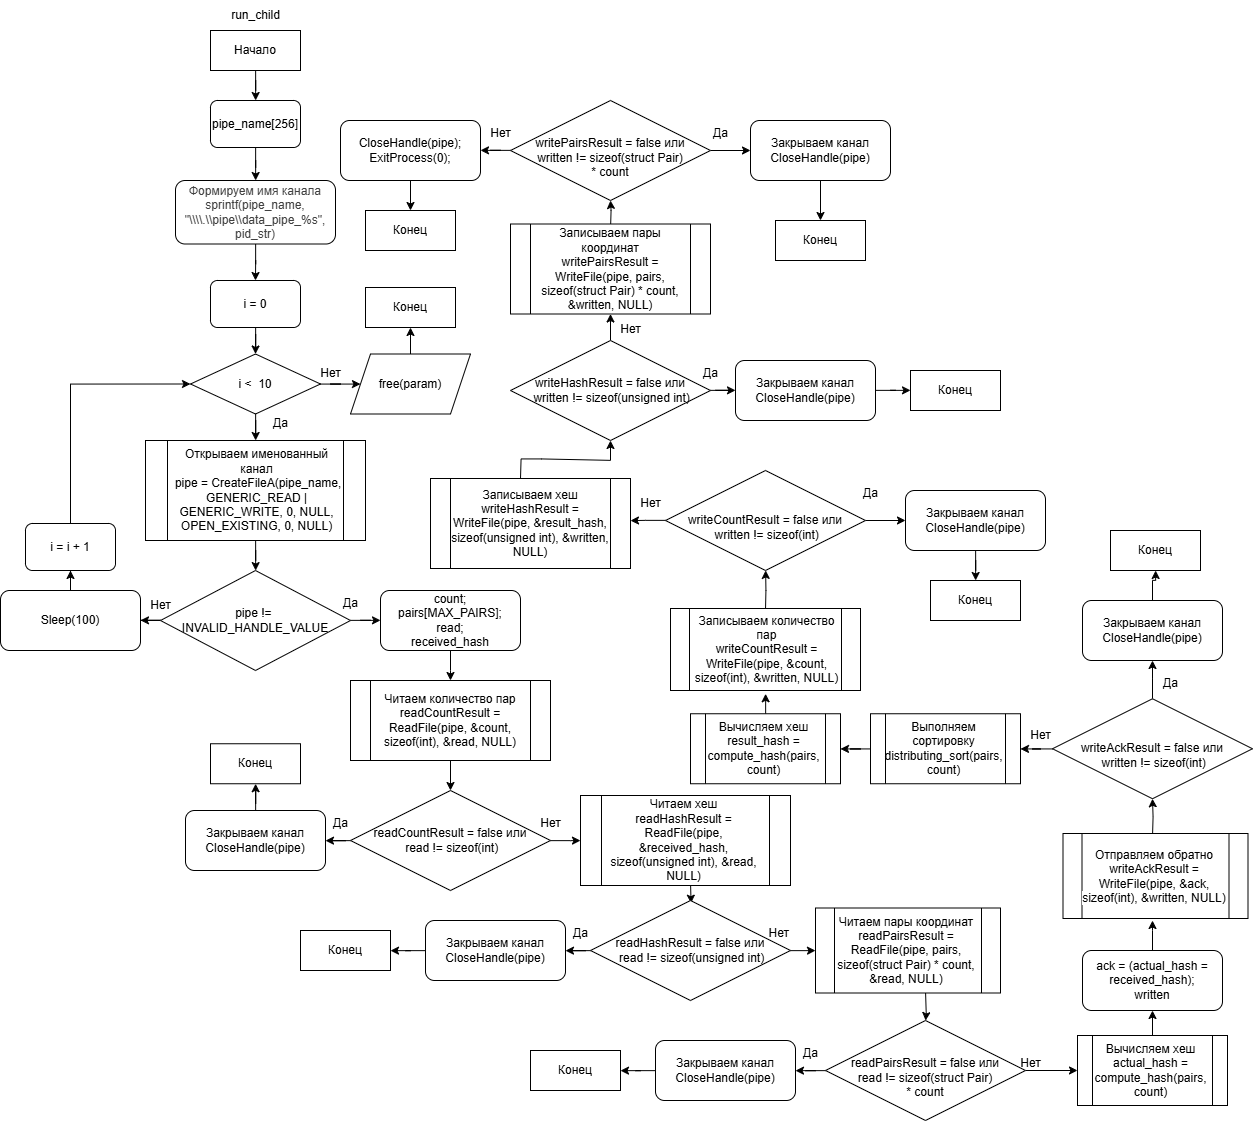 run_child
Начало
pipe_name[256]
Формируем имя канала
sprintf(pipe_name,
"\\\\.\\pipe\\data_pipe_%s",
pid_str)
i = 0
i <  10
Нет
free(param)
Конец
Да
Открываем именованный
канал
pipe = CreateFileA(pipe_name,
GENERIC_READ |
GENERIC_WRITE, 0, NULL,
OPEN_EXISTING, 0, NULL)
pipe !=
INVALID_HANDLE_VALUE
Нет
Sleep(100)
i = i + 1
Да
count;
pairs[MAX_PAIRS];
read;
received_hash
Читаем количество пар
readCountResult =
ReadFile(pipe, &count,
sizeof(int), &read, NULL)
readCountResult = false или
read != sizeof(int)
Да
Закрываем канал
CloseHandle(pipe)
Конец
Нет
Читаем хеш
readHashResult =
ReadFile(pipe,
&received_hash,
sizeof(unsigned int), &read,
NULL)
readHashResult = false или
read != sizeof(unsigned int)
Да
Закрываем канал
CloseHandle(pipe)
Конец
Нет
Читаем пары координат
readPairsResult =
ReadFile(pipe, pairs,
sizeof(struct Pair) * count,
&read, NULL)
readPairsResult = false или
read != sizeof(struct Pair)
* count
Да
Закрываем канал
CloseHandle(pipe)
Конец
Нет
Вычисляем хеш
actual_hash =
compute_hash(pairs,
count)
ack = (actual_hash =
received_hash);
written
Отправляем обратно
writeAckResult =
WriteFile(pipe, &ack,
sizeof(int), &written, NULL)
writeAckResult = false или
written != sizeof(int)
Да
Закрываем канал
CloseHandle(pipe)
Конец
Нет
Выполняем
сортировку
distributing_sort(pairs,
count)
Вычисляем хеш
result_hash =
compute_hash(pairs,
count)
Записываем количество
пар
writeCountResult =
WriteFile(pipe, &count,
sizeof(int), &written, NULL)
writeCountResult = false или
written != sizeof(int)
Да
Закрываем канал
CloseHandle(pipe)
Конец
Нет
Записываем хеш
writeHashResult =
WriteFile(pipe, &result_hash,
sizeof(unsigned int), &written,
NULL)
writeHashResult = false или
written != sizeof(unsigned int)
Да
Закрываем канал
CloseHandle(pipe)
Конец
Нет
Записываем пары
координат
writePairsResult =
WriteFile(pipe, pairs,
sizeof(struct Pair) * count,
&written, NULL)
writePairsResult = false или
written != sizeof(struct Pair)
* count
Да
Закрываем канал
CloseHandle(pipe)
Конец
Нет
CloseHandle(pipe);
ExitProcess(0);
Конец